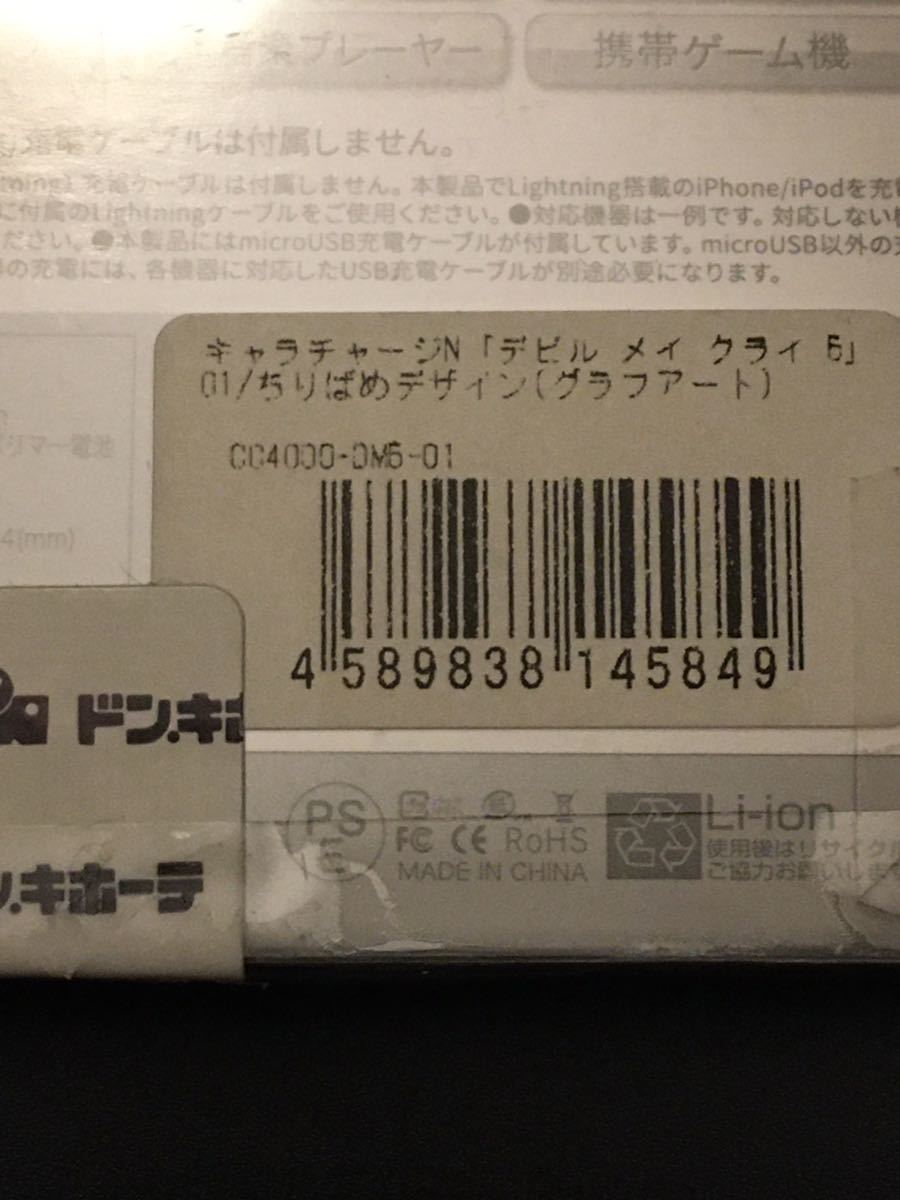 楽プレーヤー
携帯ゲーム機
充電ケーブルは付属しません。
充電ケーブルは付属しません。本製品でLightning搭載のiPhone/iPodを充電
に付属のLightningケーブルをご使用ください。●対応機器は一例です。対応しない
ださい。●本製品にはmicroUSB充電ケーブルが付属しています。microUSB以外の
の充電には、各機器に対応したUSB充電ケーブルが別途必要になります。
キャラチャージN「デビル メイ クライ 5」
01/ちりばめデザイン(グラフアート)
CC4000-DM5-01
リマー電池
4(mm)
4 589838 145849
ドン.キホ
ン.キホーテ
PS
E
FC CE RoHS
MADE IN CHINA
Li-ion
使用後はリサイクル
ご協力お願いします